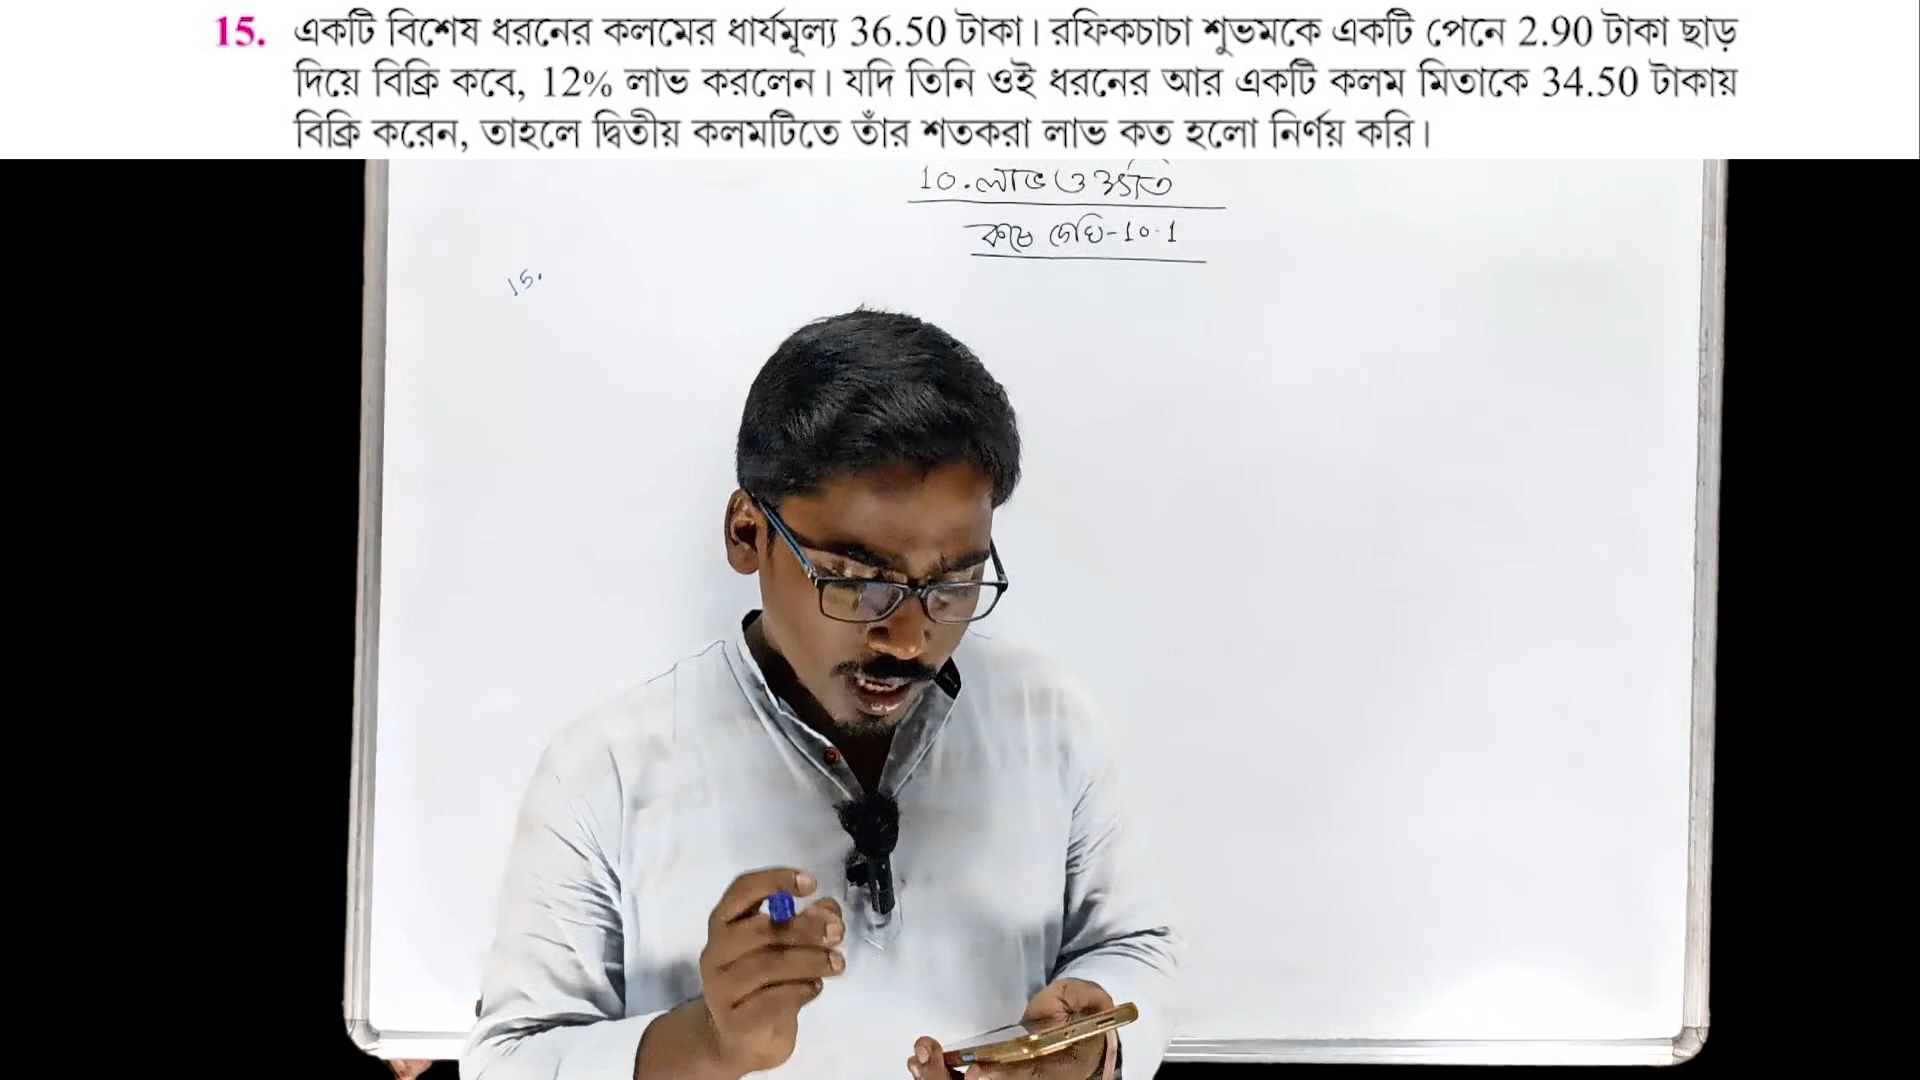 15. একটি বিশেষ ধরনের কলমের ধার্যমূল্য 36.50 টাকা। রফিকচাচা শুভমকে একটি পেনে 2.90 টাকা ছাড়
দিয়ে বিক্রি কবে, 12% লাভ করলেন। যদি তিনি ওই ধরনের আর একটি কলম মিতাকে 34.50 টাকায়
বিক্রি করেন, তাহলে দ্বিতীয় কলমটিতে তাঁর শতকরা লাভ কত হলো নির্ণয় করি।
10. লাভ ও ক্ষতি
কষে দেখি-10.1
15.